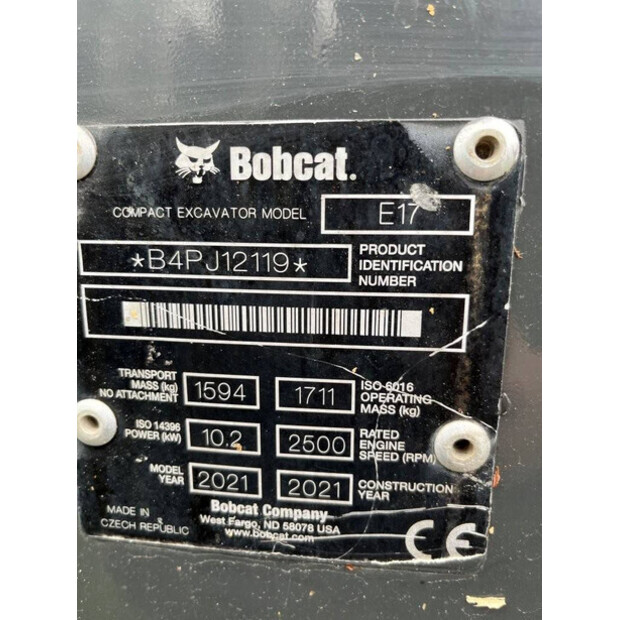 Bobcat.
COMPACT EXCAVATOR MODEL E17
*B4PJ12119* PRODUCT IDENTIFICATION NUMBER
TRANSPORT MASS (kg) NO ATTACHMENT 1594 1711 ISO 6016 OPERATING MASS (kg)
ISO 14396 POWER (kW) 10.2 2500 RATED ENGINE SPEED (RPM)
MODEL YEAR 2021 2021 CONSTRUCTION YEAR
MADE IN CZECH REPUBLIC
Bobcat Company
West Fargo, ND 58078 USA
www.bobcat.com
CE